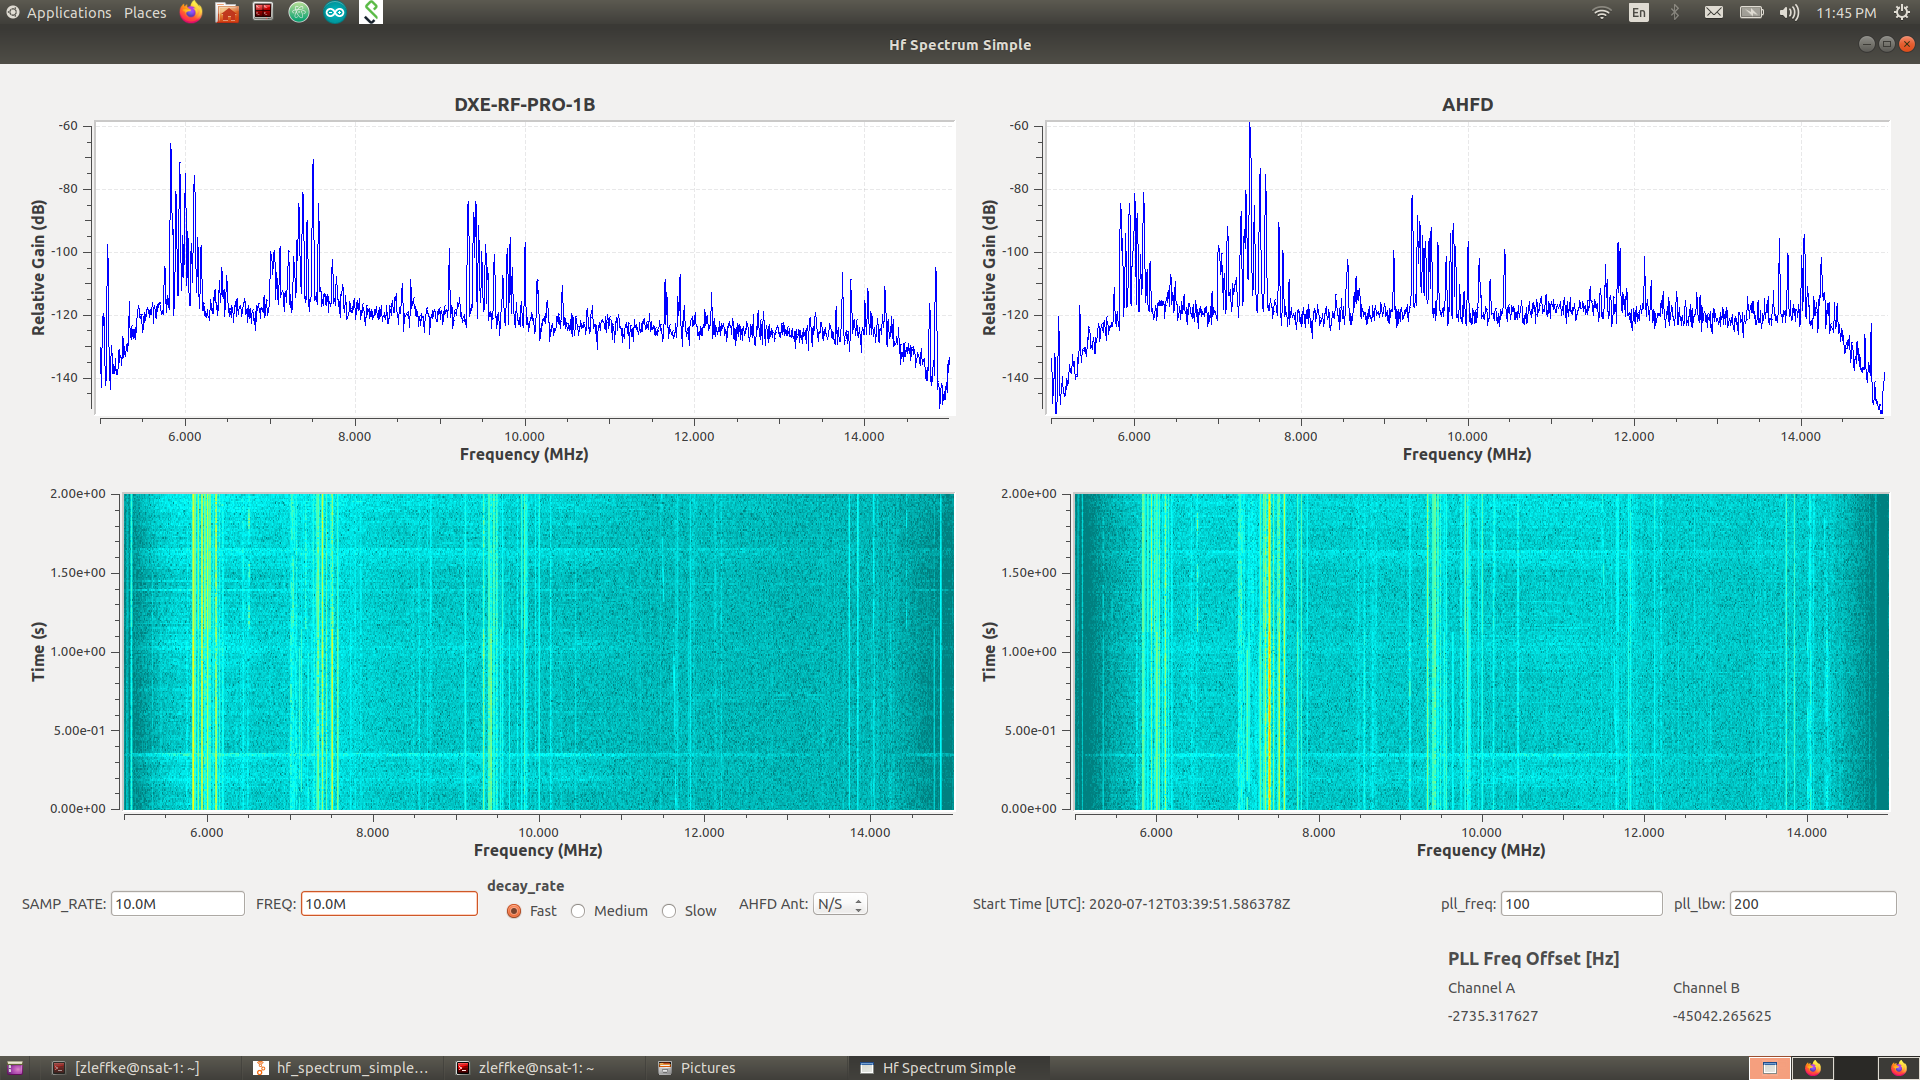 Applications Places En 11:45 PM
Hf Spectrum Simple
DXE-RF-PRO-1B
-60
-80
-100
-120
-140
Relative Gain (dB)
6.000 8.000 10.000 12.000 14.000
Frequency (MHz)
AHFD
-60
-80
-100
-120
-140
Relative Gain (dB)
6.000 8.000 10.000 12.000 14.000
Frequency (MHz)
2.00e+00
1.50e+00
1.00e+00
5.00e-01
0.00e+00
Time (s)
6.000 8.000 10.000 12.000 14.000
Frequency (MHz)
2.00e+00
1.50e+00
1.00e+00
5.00e-01
0.00e+00
Time (s)
6.000 8.000 10.000 12.000 14.000
Frequency (MHz)
decay_rate
SAMP_RATE: 10.0M FREQ: 10.0M Fast Medium Slow AHFD Ant: N/S Start Time [UTC]: 2020-07-12T03:39:51.586378Z pll_freq: 100 pll_lbw: 200
PLL Freq Offset [Hz]
Channel A Channel B
-2735.317627 -45042.265625
[zleffke@nsat-1: ~] hf_spectrum_simple... zleffke@nsat-1: ~ Pictures Hf Spectrum Simple